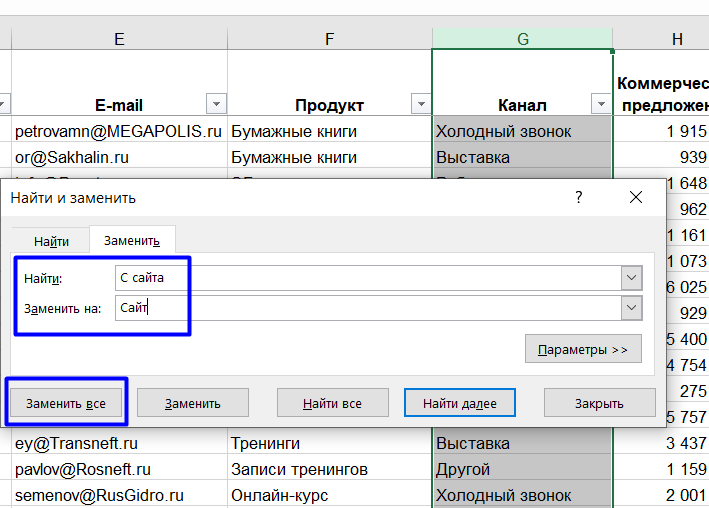 E F G H
Коммерчес
E-mail Продукт Канал предложен
petrovamn@MEGAPOLIS.ru Бумажные книги Холодный звонок 1 915
or@Sakhalin.ru Бумажные книги Выставка 939
1 648
Найти и заменить ? 962
Найти Заменить 1 161
Найти: С сайта 1 073
6 025
Заменить на: Сайт 929
Параметры >> 5 400
4 754
Заменить все Заменить Найти все Найти далее Закрыть 275
5 757
ey@Transneft.ru Тренинги Выставка 3 437
pavlov@Rosneft.ru Записи тренингов Другой 1 159
semenov@RusGidro.ru Онлайн-курс Холодный звонок 2 001